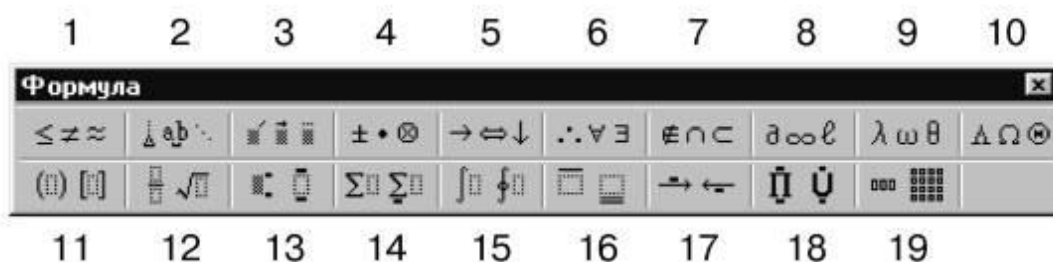 1 2 3 4 5 6 7 8 9 10
Формула
≤ ≠ ≈ ab ⋱ ± • ⊗ → ⇔ ↓ ∴ ∀ ∃ ∉ ∩ ⊂ ∂ ∞ ℓ λ ω θ Λ Ω Θ
() [] √ Σ Σ ∫ ∮ → ← Π Ů
11 12 13 14 15 16 17 18 19